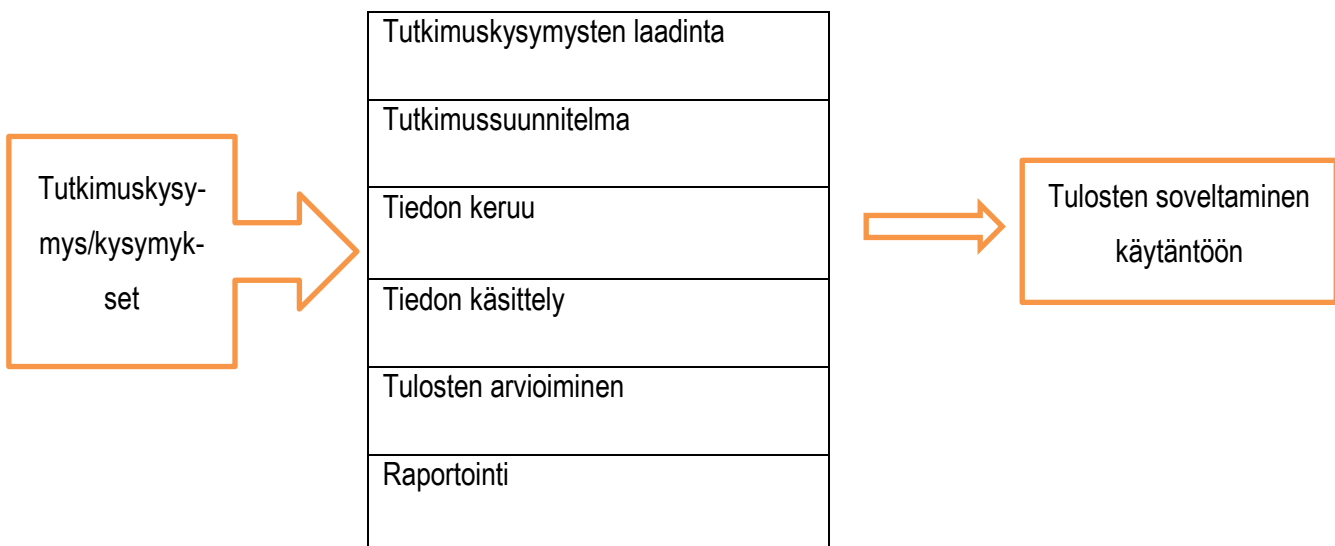 Tutkimuskysy-
mys/kysymyk-
set
Tutkimuskysymysten laadinta
Tutkimussuunnitelma
Tiedon keruu
Tiedon käsittely
Tulosten arvioiminen
Raportointi
Tulosten soveltaminen
käytäntöön